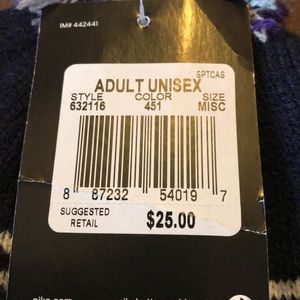 IM# 442441
SPTCAS
ADULT UNISEX
STYLE COLOR SIZE
632116 451 MISC
8 87232 54019 7
SUGGESTED
RETAIL $25.00
nike.com